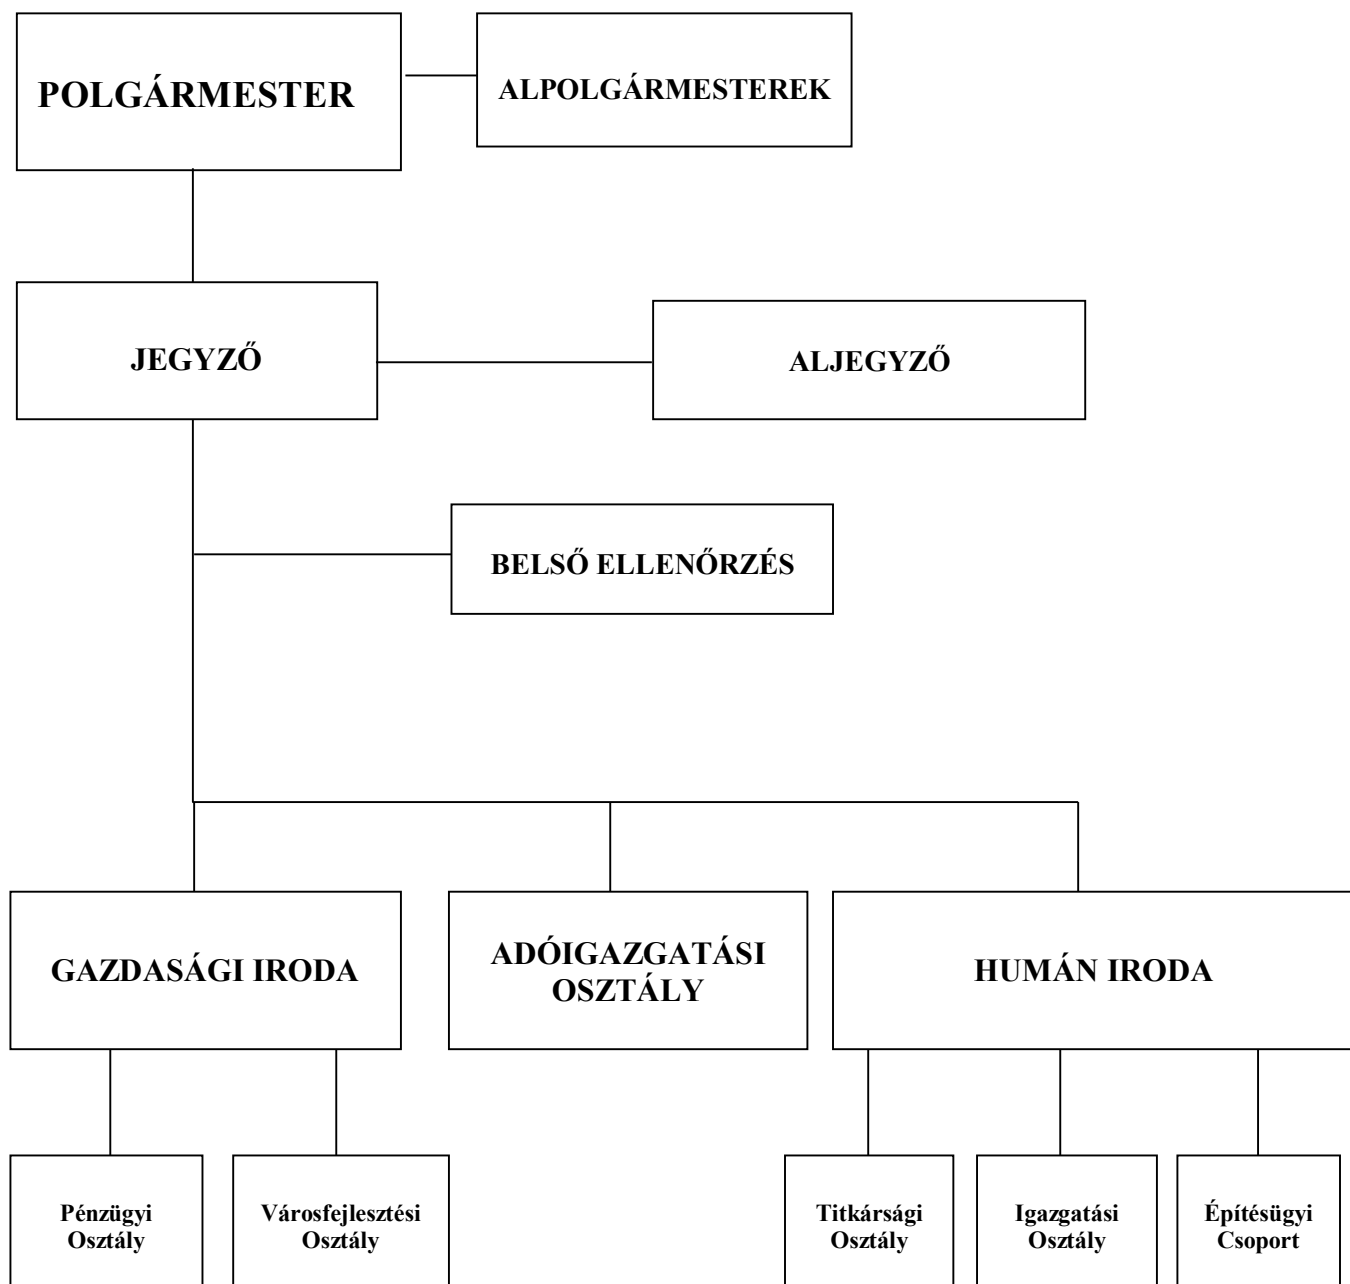 POLGÁRMESTER
ALPOLGÁRMESTEREK
JEGYZŐ
ALJEGYZŐ
BELSŐ ELLENŐRZÉS
GAZDASÁGI IRODA
ADÓIGAZGATÁSI
OSZTÁLY
HUMÁN IRODA
Pénzügyi
Osztály
Városfejlesztési
Osztály
Titkársági
Osztály
Igazgatási
Osztály
Építésügyi
Csoport